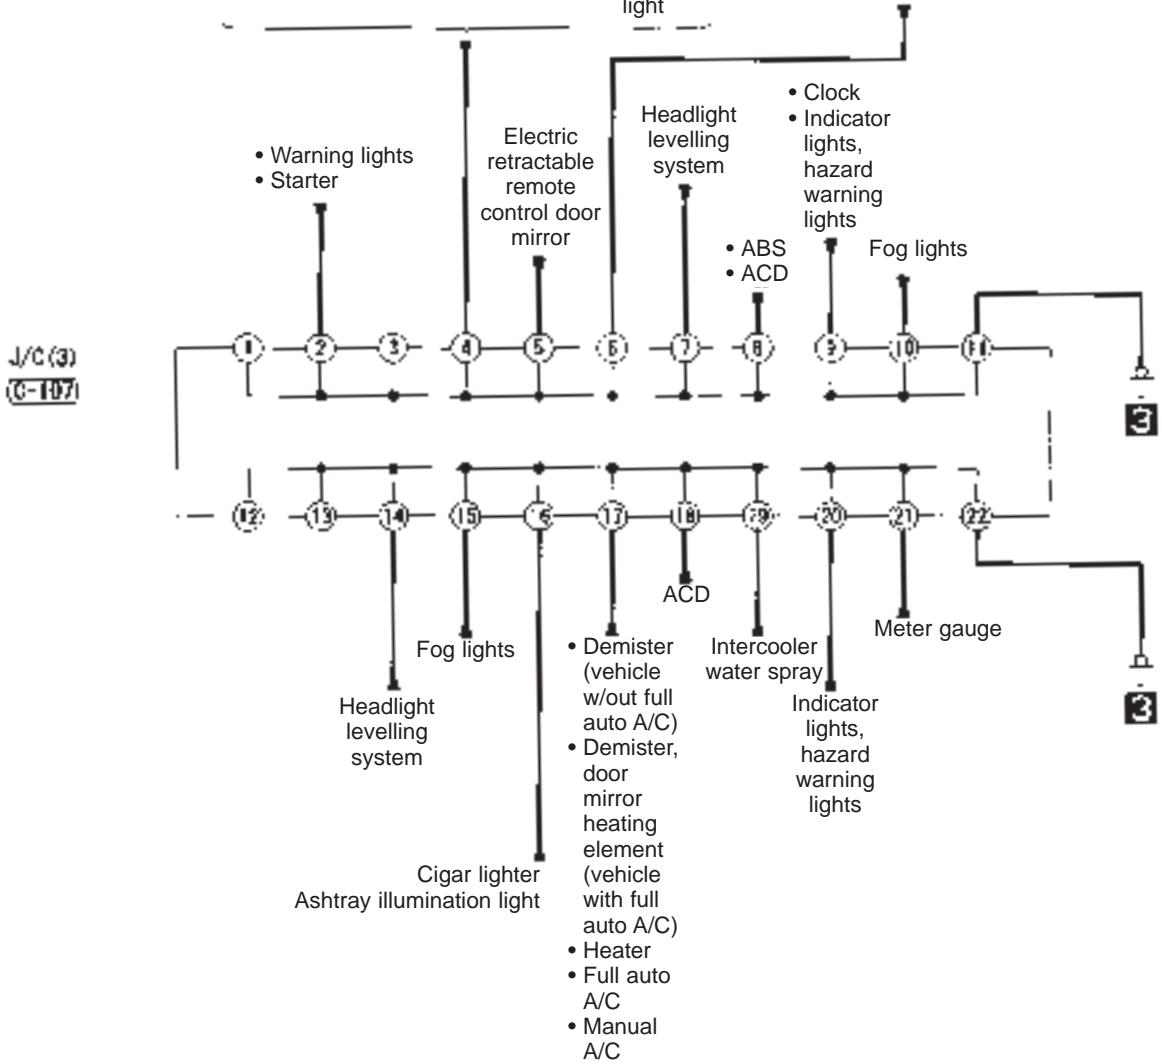 light
• Clock
• Indicator
lights,
hazard
warning
lights
Headlight
levelling
system
Electric
retractable
remote
control door
mirror
• Warning lights
• Starter
• ABS
• ACD
Fog lights
J/C (3)
C-107
1 2 3 4 5 6 7 8 9 10 11
3
12 13 14 15 16 17 18 19 20 21 22
3
ACD
Meter gauge
Fog lights
• Demister
(vehicle
w/out full
auto A/C)
• Demister,
door
mirror
heating
element
(vehicle
with full
auto A/C)
• Heater
• Full auto
A/C
• Manual
A/C
Intercooler
water spray
Headlight
levelling
system
Indicator
lights,
hazard
warning
lights
Cigar lighter
Ashtray illumination light